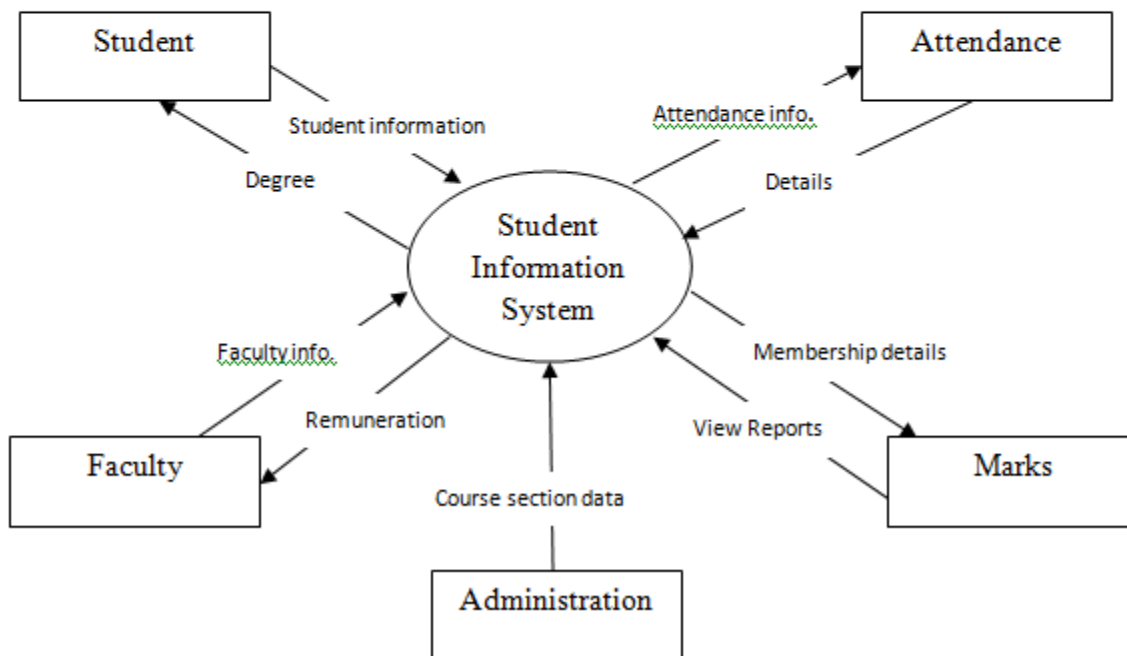 Student
Attendance
Student information
Attendance info.
Degree
Details
Student
Information
System
Faculty info.
Membership details
Remuneration
View Reports
Faculty
Marks
Course section data
Administration